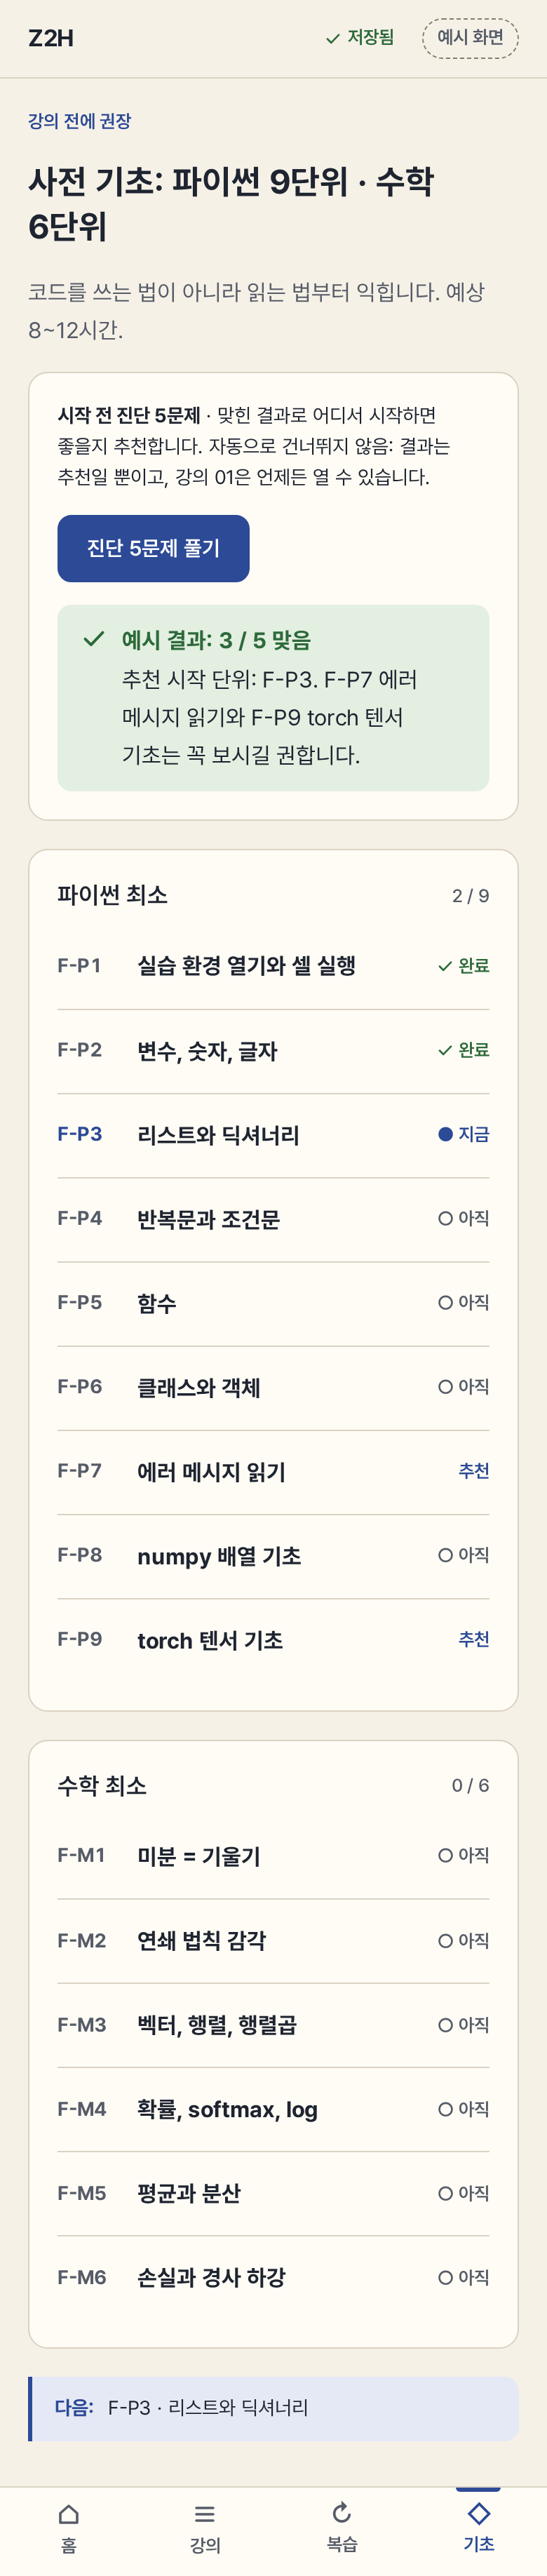 Z2H 저장됨 예시 화면
강의 전에 권장
사전 기초: 파이썬 9단위 · 수학
6단위
코드를 쓰는 법이 아니라 읽는 법부터 익힙니다. 예상
8~12시간.
시작 전 진단 5문제 · 맞힌 결과로 어디서 시작하면
좋을지 추천합니다. 자동으로 건너뛰지 않음: 결과는
추천일 뿐이고, 강의 01은 언제든 열 수 있습니다.
진단 5문제 풀기
예시 결과: 3 / 5 맞음
추천 시작 단위: F-P3. F-P7 에러
메시지 읽기와 F-P9 torch 텐서
기초는 꼭 보시길 권합니다.
파이썬 최소 2 / 9
F-P1 실습 환경 열기와 셀 실행 완료
F-P2 변수, 숫자, 글자 완료
F-P3 리스트와 딕셔너리 지금
F-P4 반복문과 조건문 아직
F-P5 함수 아직
F-P6 클래스와 객체 아직
F-P7 에러 메시지 읽기 추천
F-P8 numpy 배열 기초 아직
F-P9 torch 텐서 기초 추천
수학 최소 0 / 6
F-M1 미분 = 기울기 아직
F-M2 연쇄 법칙 감각 아직
F-M3 벡터, 행렬, 행렬곱 아직
F-M4 확률, softmax, log 아직
F-M5 평균과 분산 아직
F-M6 손실과 경사 하강 아직
다음: F-P3 · 리스트와 딕셔너리
홈 강의 복습 기초